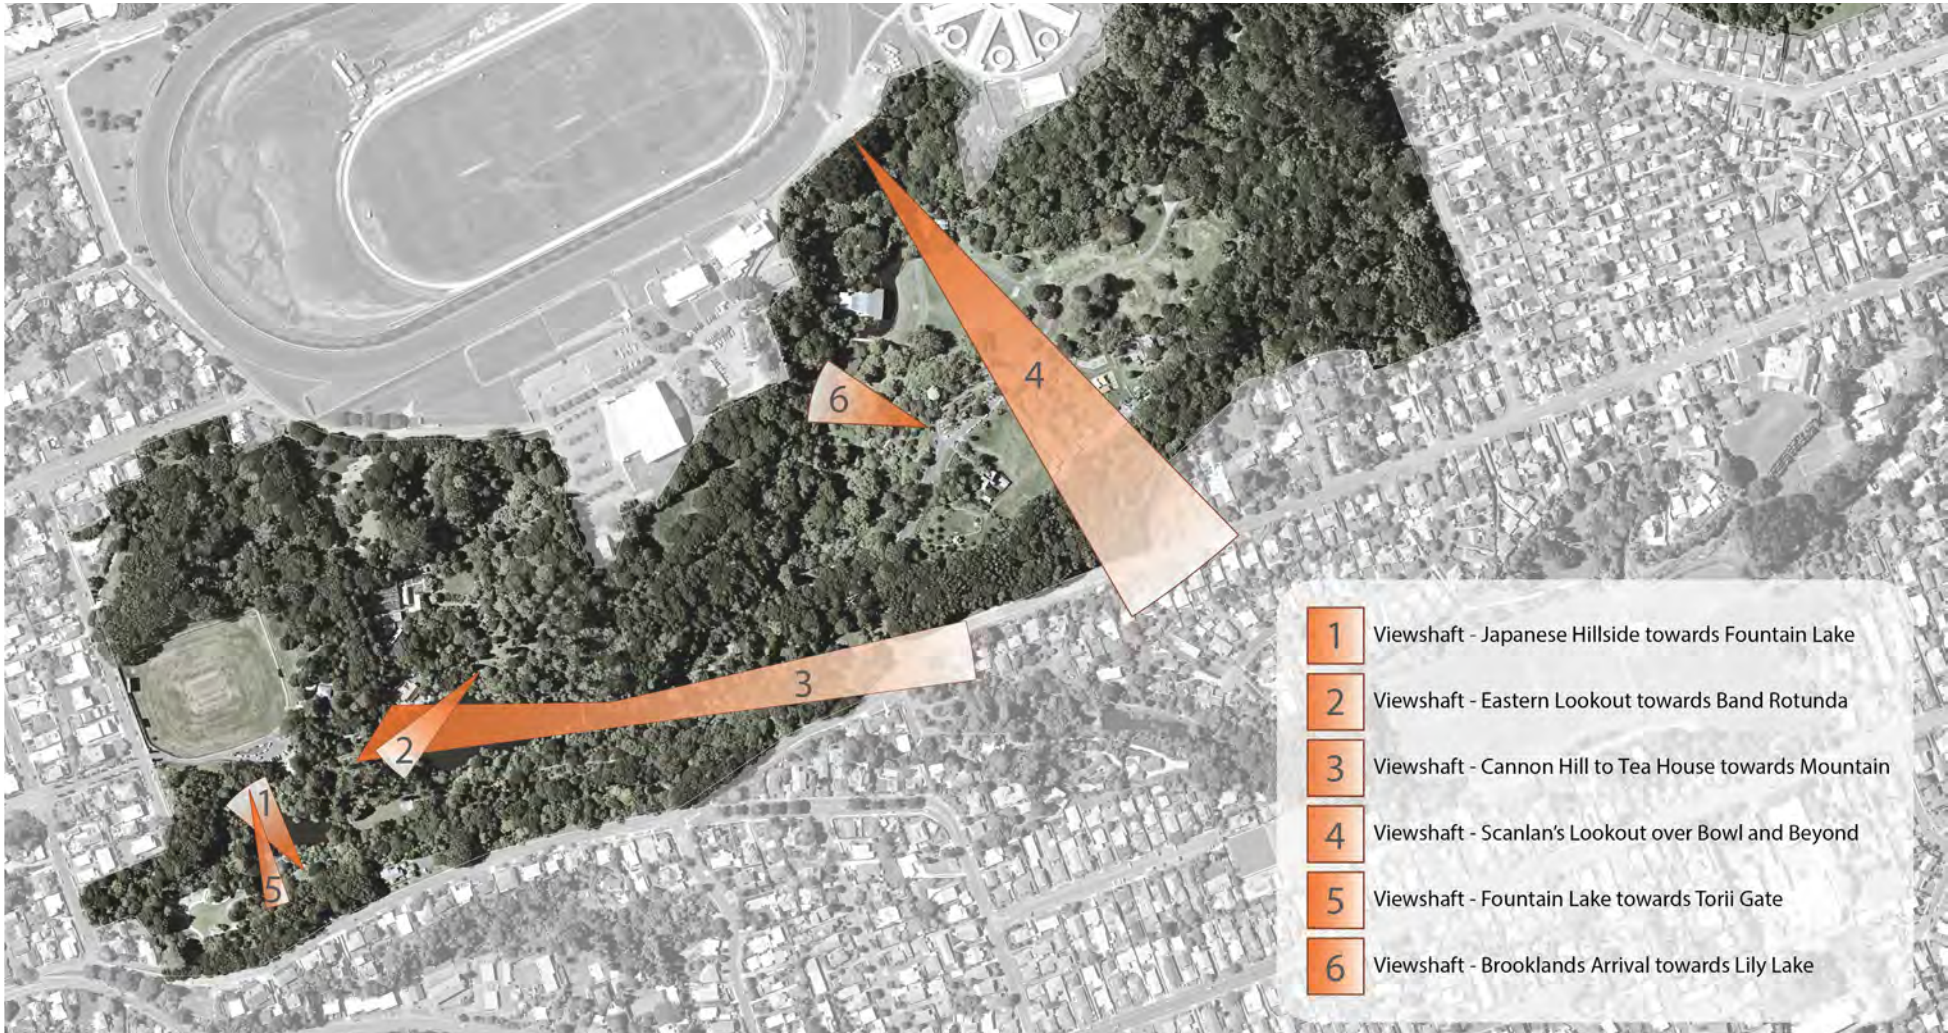 4
6
3
2
1
5
1 Viewshaft - Japanese Hillside towards Fountain Lake
2 Viewshaft - Eastern Lookout towards Band Rotunda
3 Viewshaft - Cannon Hill to Tea House towards Mountain
4 Viewshaft - Scanlan's Lookout over Bowl and Beyond
5 Viewshaft - Fountain Lake towards Torii Gate
6 Viewshaft - Brooklands Arrival towards Lily Lake